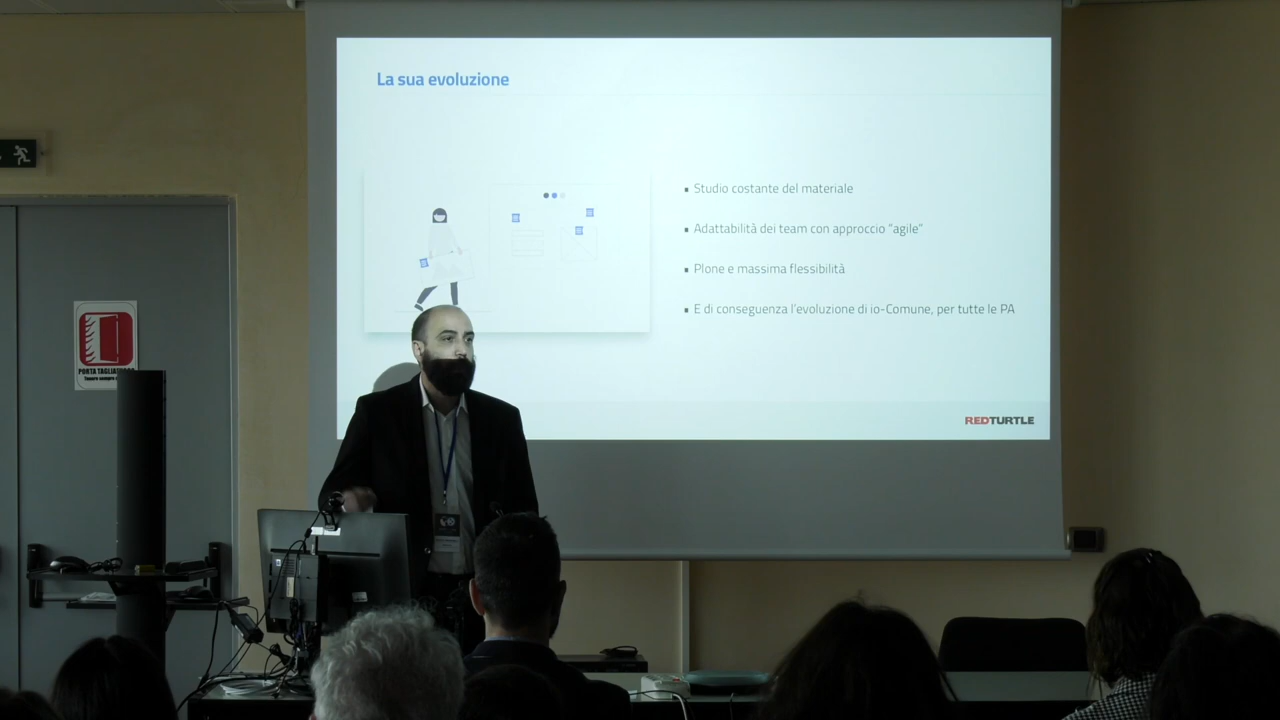 La sua evoluzione
Studio costante del materiale
Adattabilità dei team con approccio “agile”
Plone e massima flessibilità
E di conseguenza l’evoluzione di io-Comune, per tutte le PA
REDTURTLE
PORTA TAGLIAFUOCO